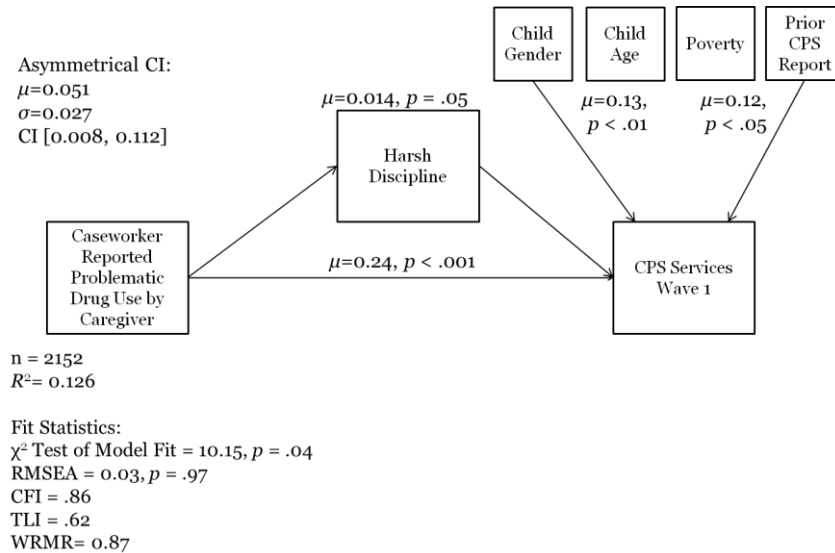 Asymmetrical CI:
μ=0.051
σ=0.027
CI [0.008, 0.112]
Child
Gender
Child
Age
Poverty
Prior
CPS
Report
μ=0.014, p = .05
μ=0.13,
p < .01
μ=0.12,
p < .05
Harsh
Discipline
Caseworker
Reported
Problematic
Drug Use by
Caregiver
μ=0.24, p < .001
CPS Services
Wave 1
n = 2152
R²= 0.126
Fit Statistics:
χ² Test of Model Fit = 10.15, p = .04
RMSEA = 0.03, p = .97
CFI = .86
TLI = .62
WRMR= 0.87